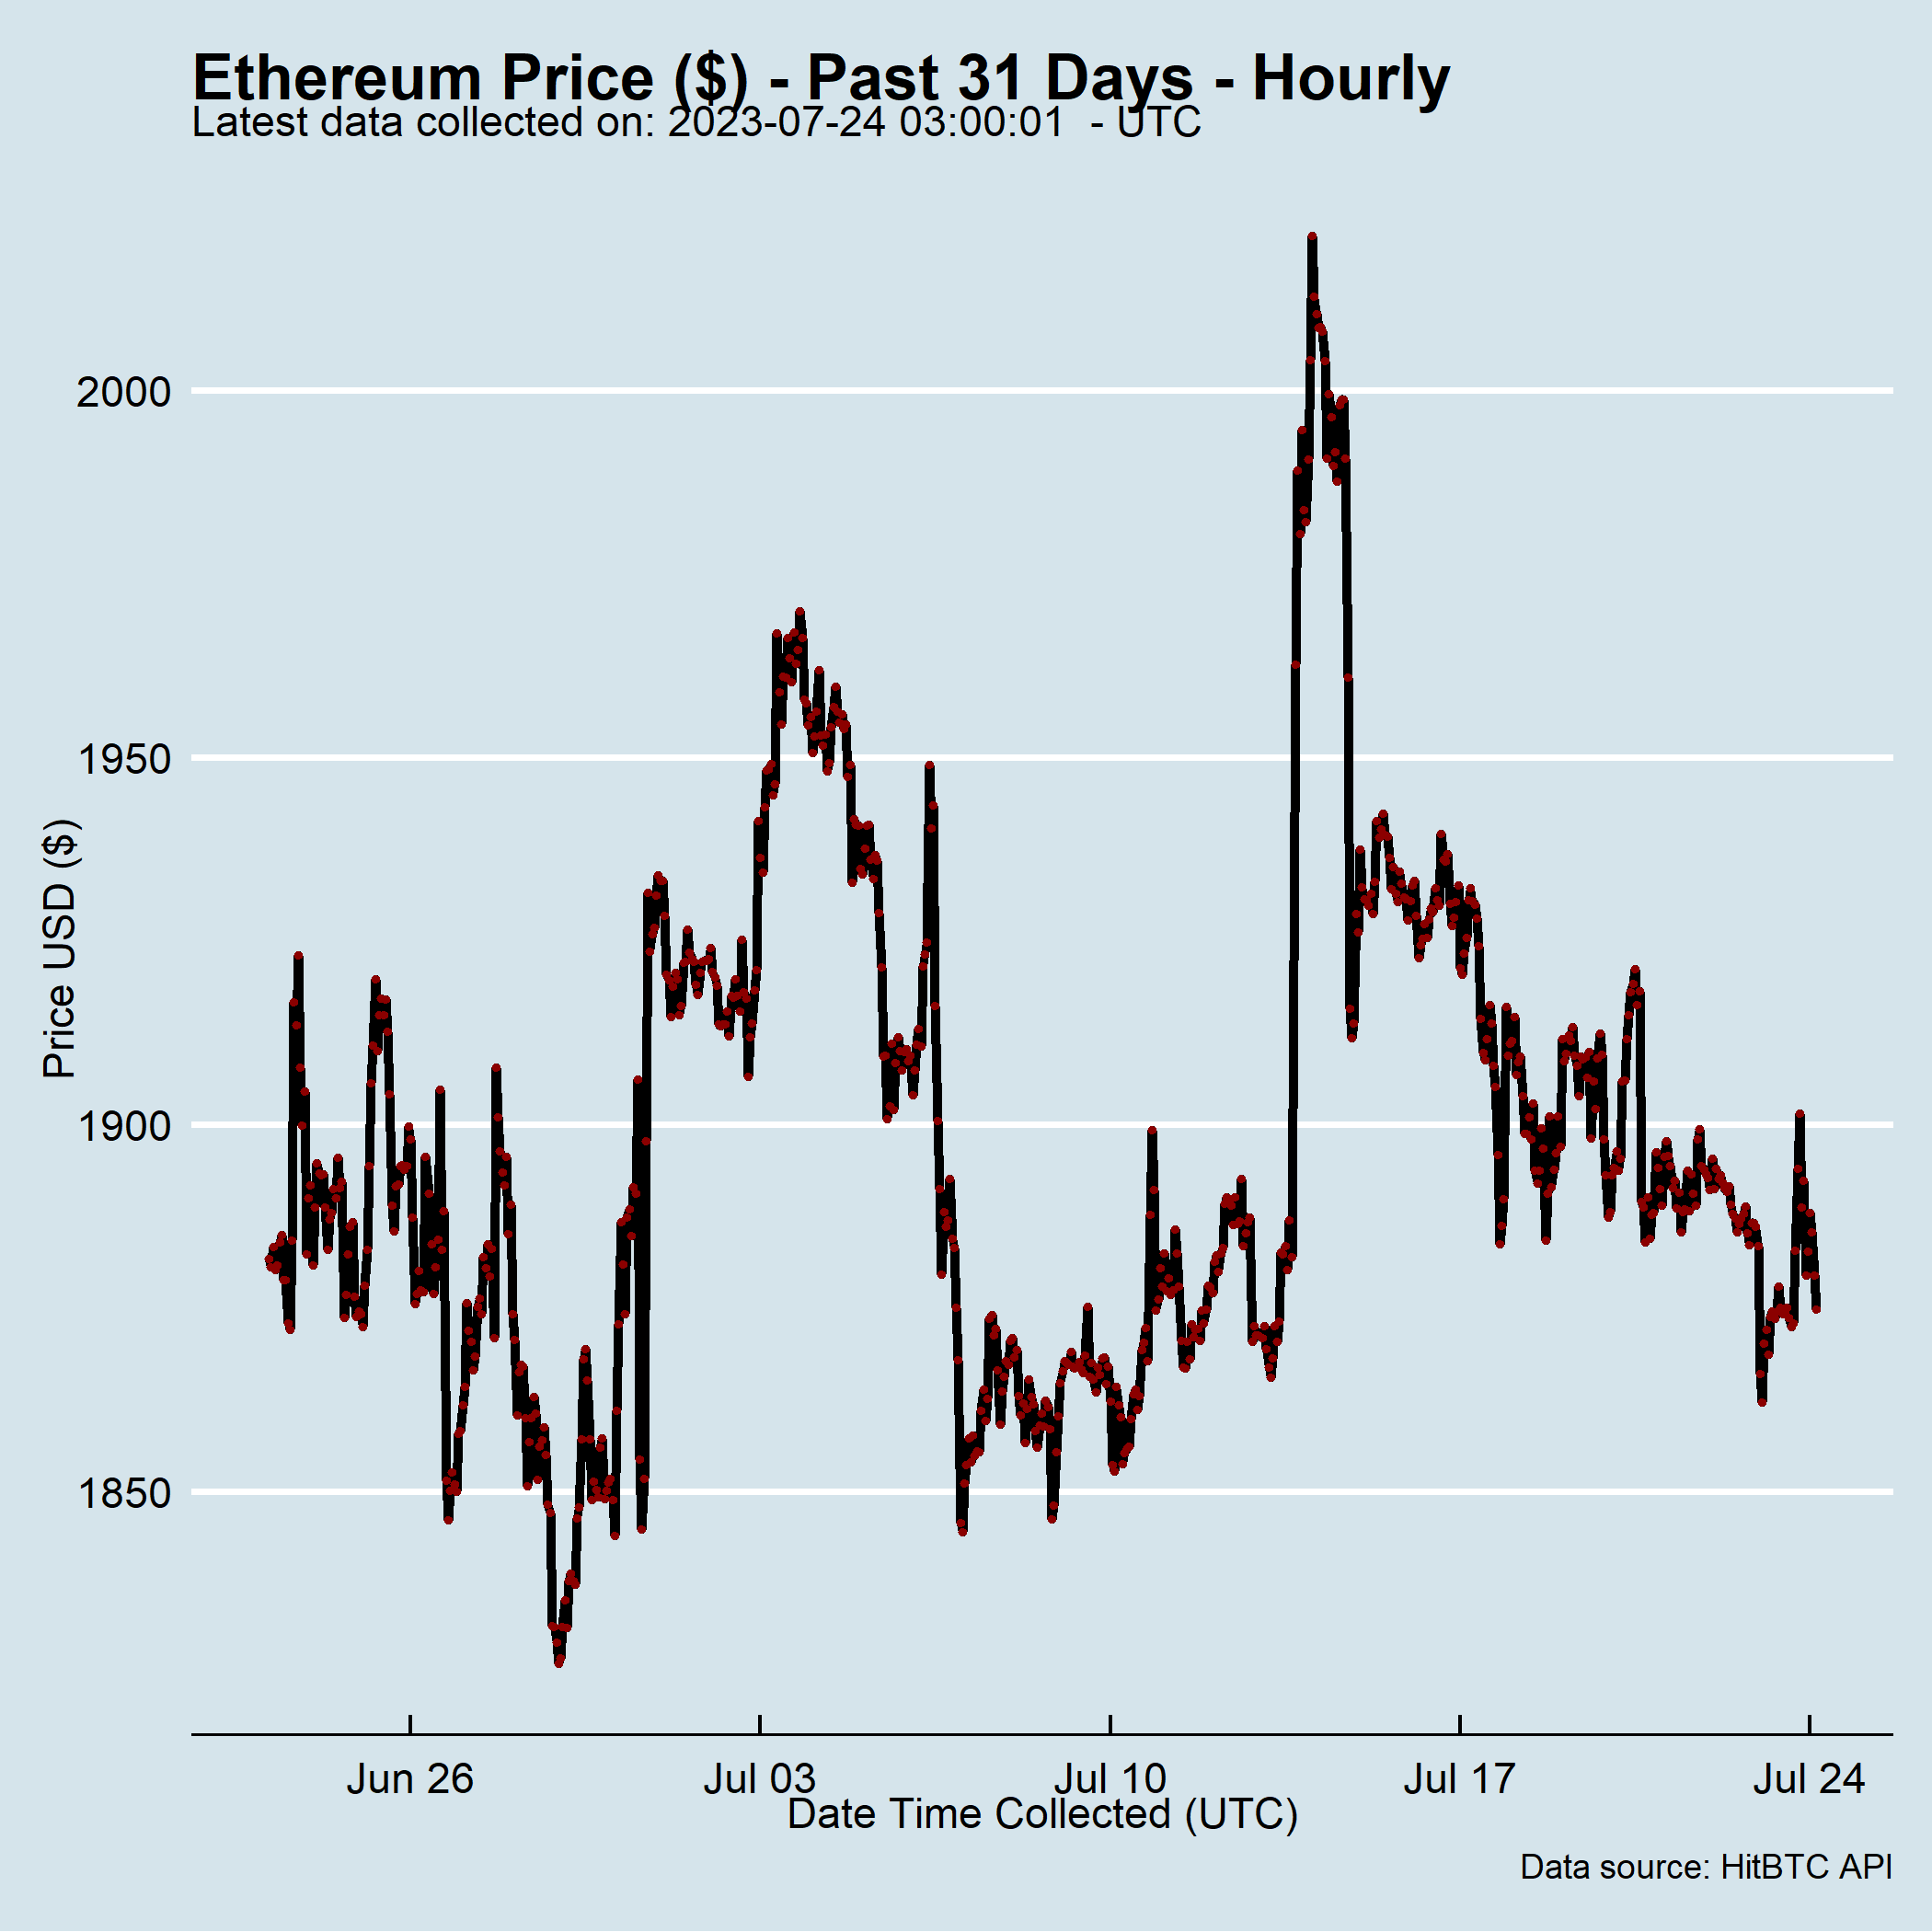 Ethereum Price ($) - Past 31 Days - Hourly
Latest data collected on: 2023-07-24 03:00:01  - UTC
2000
1950
1900
1850
Price USD ($)
Jun 26 Jul 03 Jul 10 Jul 17 Jul 24
Date Time Collected (UTC)
Data source: HitBTC API